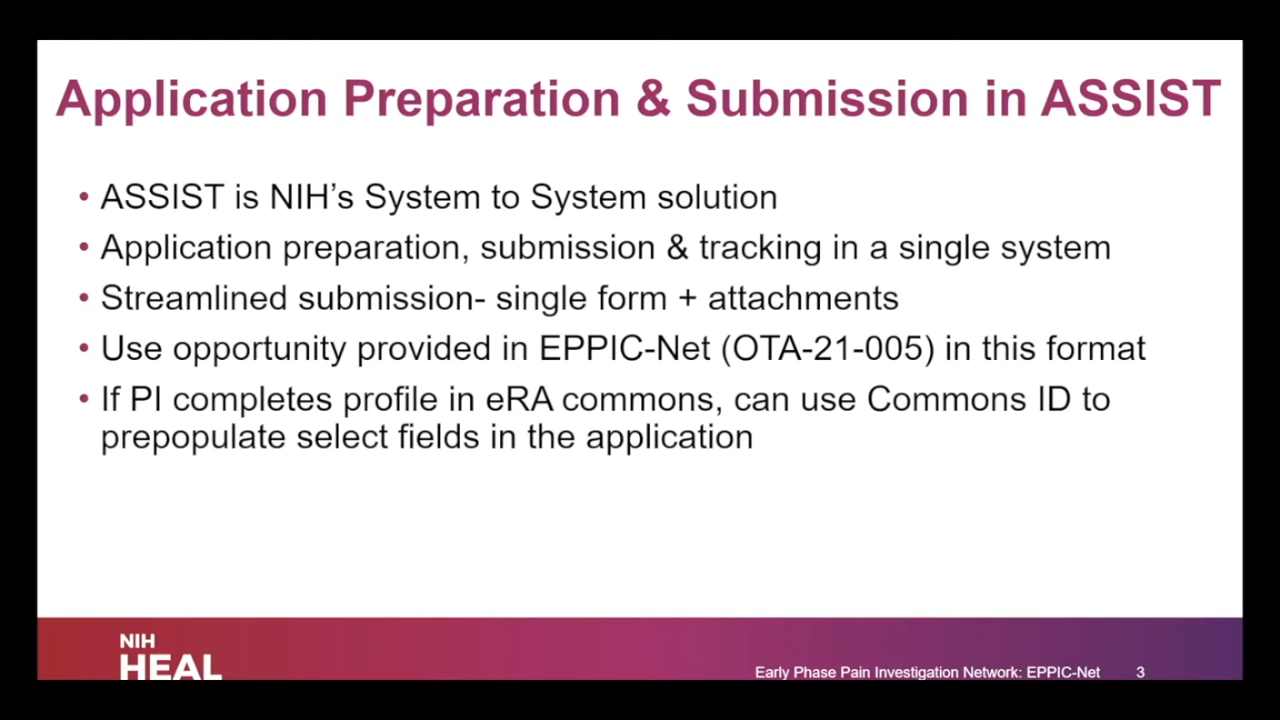 Application Preparation & Submission in ASSIST
• ASSIST is NIH’s System to System solution
• Application preparation, submission & tracking in a single system
• Streamlined submission- single form + attachments
• Use opportunity provided in EPPIC-Net (OTA-21-005) in this format
• If PI completes profile in eRA commons, can use Commons ID to
prepopulate select fields in the application
NIH
HEAL
Early Phase Pain Investigation Network: EPPIC-Net 3